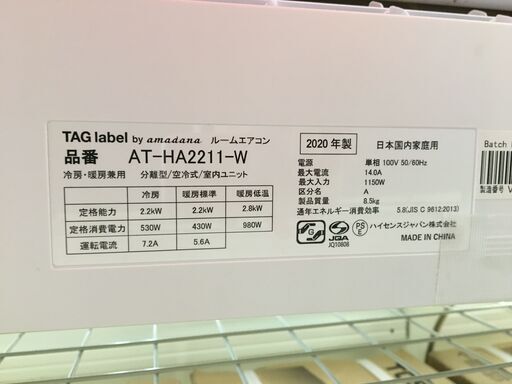 TAG label by amadana ルームエアコン
品番 AT-HA2211-W
冷房・暖房兼用 分離型/空冷式/室内ユニット
冷房 暖房標準 暖房低温
定格能力 2.2kW 2.2kW 2.8kW
定格消費電力 530W 430W 980W
運転電流 7.2A 5.6A
2020年製 日本国内家庭用
電源 単相 100V 50/60Hz
最大電流 14.0A
最大入力 1150W
区分名 A
製品質量 8.5kg
通年エネルギー消費効率 5.8(JIS C 9612:2013)
G JQA PSE ハイセンスジャパン株式会社
JQ10808 MADE IN CHINA
Batch
製造番号 V